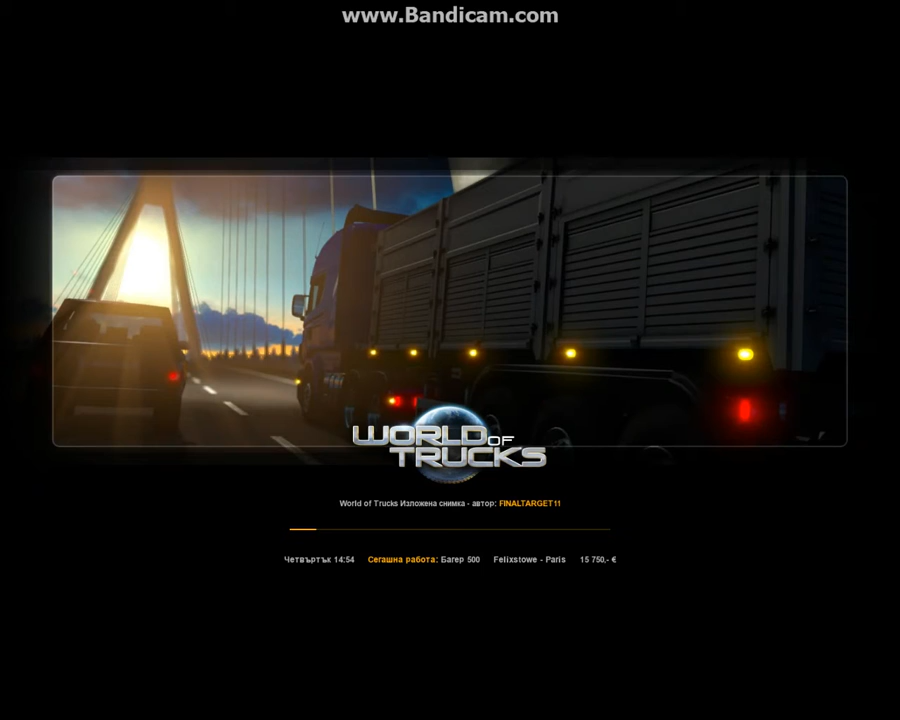 www.Bandicam.com
WORLD OF
TRUCKS
World of Trucks Изложена снимка - автор: FINALTARGET11
Четвъртък 14:54 Сегашна работа: Багер 500 Felixstowe - Paris 15 750,- €